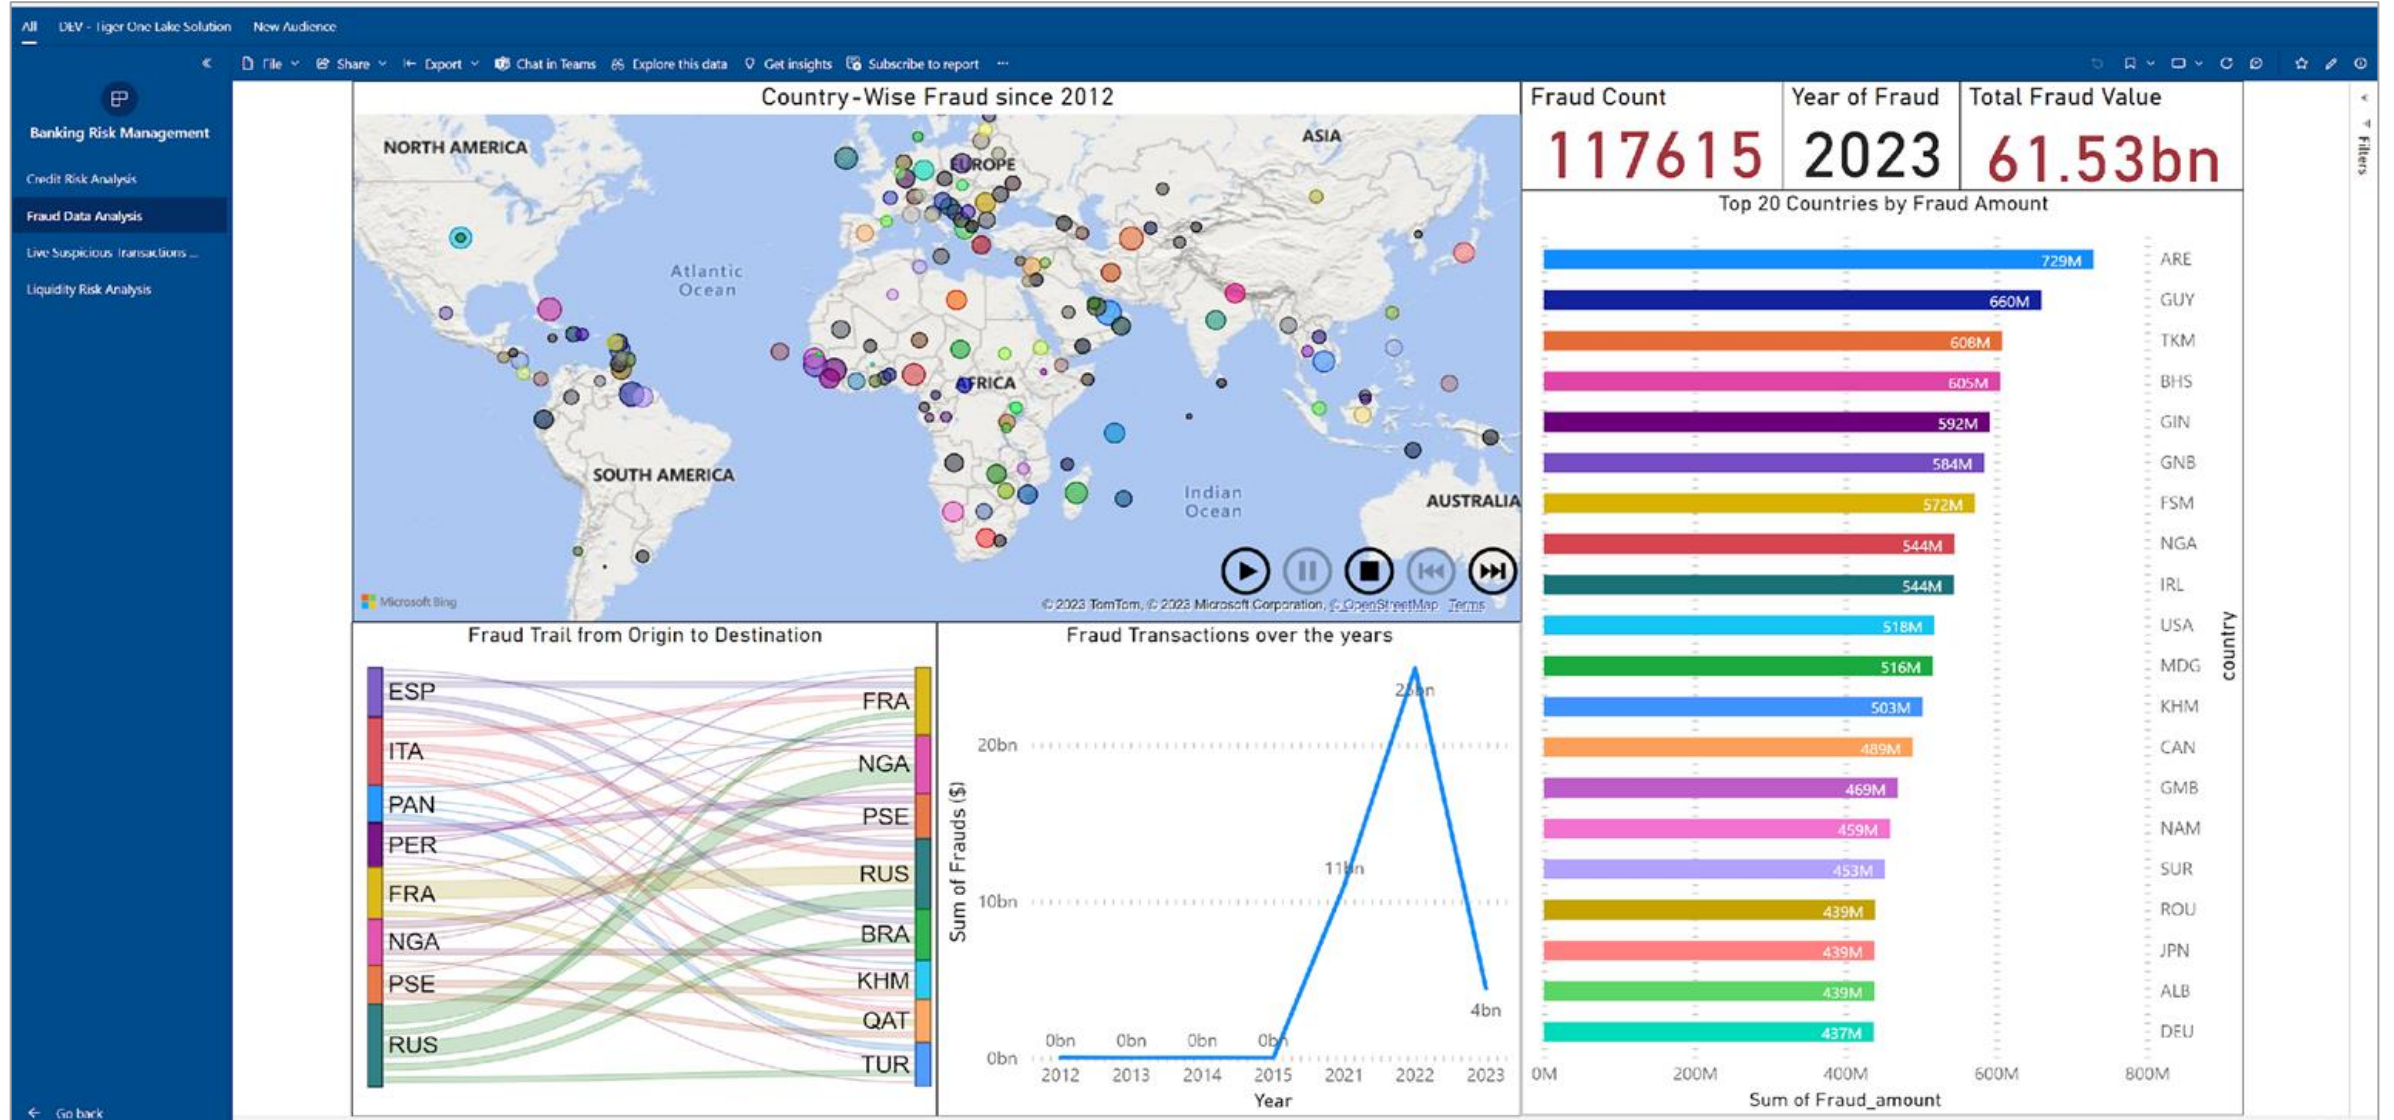 All DEV - Tiger One Lake Solution New Audience
File Share Export Chat in Teams Explore this data Get insights Subscribe to report ...
Banking Risk Management
Credit Risk Analysis
Fraud Data Analysis
Live Suspicious Transactions ...
Liquidity Risk Analysis
Go back
Country-Wise Fraud since 2012
NORTH AMERICA
EUROPE
ASIA
Atlantic
Ocean
AFRICA
SOUTH AMERICA
Indian
Ocean
AUSTRALIA
Microsoft Bing
© 2023 TomTom, © 2023 Microsoft Corporation, © OpenStreetMap Terms
Fraud Count
117615
Year of Fraud
2023
Total Fraud Value
61.53bn
Filters
Top 20 Countries by Fraud Amount
729M ARE
660M GUY
608M TKM
605M BHS
592M GIN
584M GNB
572M FSM
544M NGA
544M IRL
518M USA
516M MDG
503M KHM
489M CAN
469M GMB
459M NAM
453M SUR
439M ROU
439M JPN
439M ALB
437M DEU
country
0M 200M 400M 600M 800M
Sum of Fraud_amount
Fraud Trail from Origin to Destination
ESP
ITA
PAN
PER
FRA
NGA
PSE
RUS
FRA
NGA
PSE
RUS
BRA
KHM
QAT
TUR
Fraud Transactions over the years
Sum of Frauds ($)
20bn
10bn
0bn
0bn 0bn 0bn 0bn 11bn 4bn
2012 2013 2014 2015 2021 2022 2023
Year